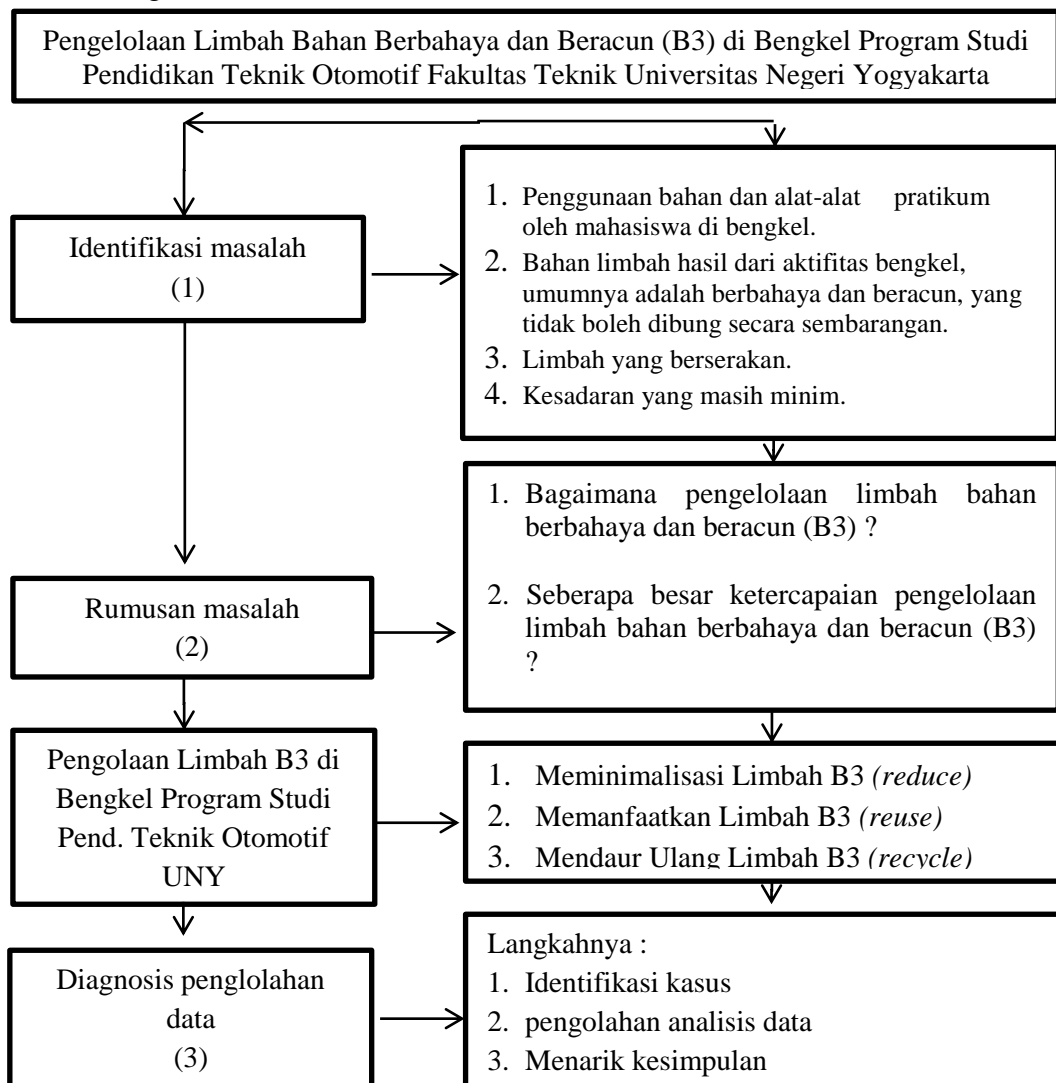 Pengelolaan Limbah Bahan Berbahaya dan Beracun (B3) di Bengkel Program Studi
Pendidikan Teknik Otomotif Fakultas Teknik Universitas Negeri Yogyakarta
Identifikasi masalah
(1)
1. Penggunaan bahan dan alat-alat pratikum
oleh mahasiswa di bengkel.
2. Bahan limbah hasil dari aktifitas bengkel,
umumnya adalah berbahaya dan beracun, yang
tidak boleh dibung secara sembarangan.
3. Limbah yang berserakan.
4. Kesadaran yang masih minim.
Rumusan masalah
(2)
1. Bagaimana pengelolaan limbah bahan
berbahaya dan beracun (B3) ?
2. Seberapa besar ketercapaian pengelolaan
limbah bahan berbahaya dan beracun (B3)
?
Pengolaan Limbah B3 di
Bengkel Program Studi
Pend. Teknik Otomotif
UNY
1. Meminimalisasi Limbah B3 (reduce)
2. Memanfaatkan Limbah B3 (reuse)
3. Mendaur Ulang Limbah B3 (recycle)
Diagnosis penglolahan
data
(3)
Langkahnya :
1. Identifikasi kasus
2. pengolahan analisis data
3. Menarik kesimpulan